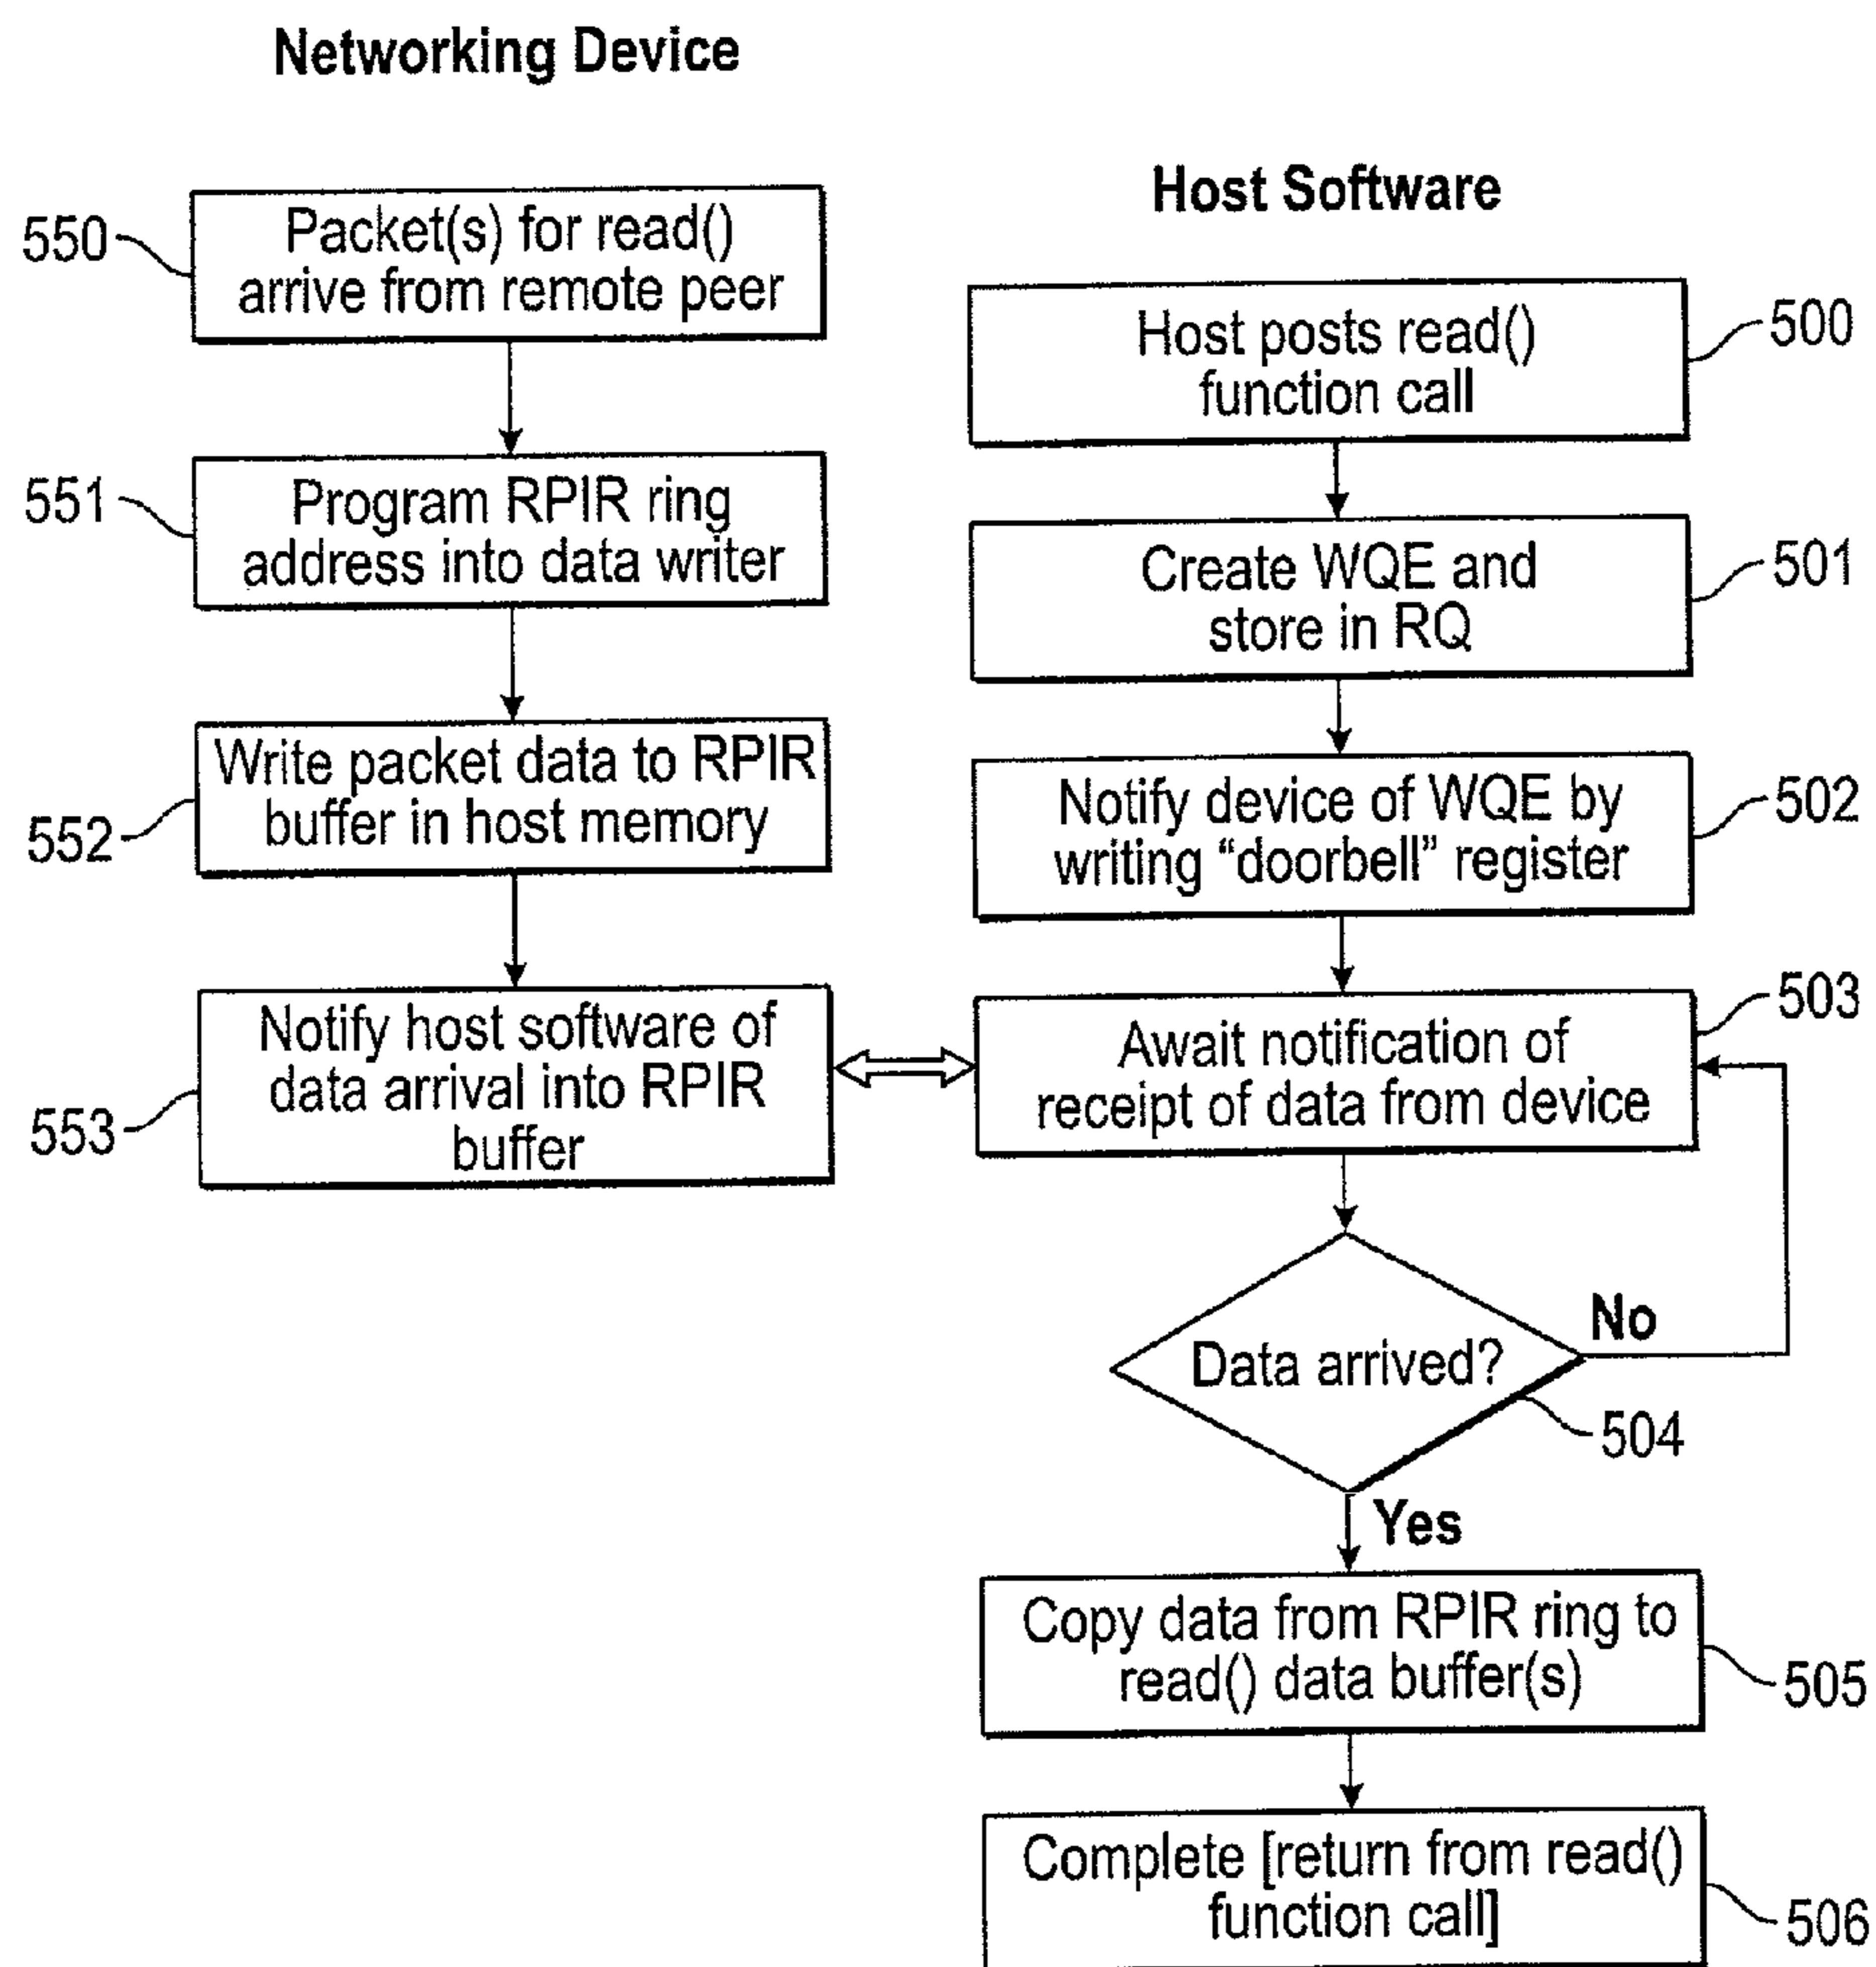 Networking Device
550
Packet(s) for read()
arrive from remote peer
551
Program RPIR ring
address into data writer
552
Write packet data to RPIR
buffer in host memory
553
Notify host software of
data arrival into RPIR
buffer
Host Software
Host posts read()
function call
500
Create WQE and
store in RQ
501
Notify device of WQE by
writing “doorbell” register
502
Await notification of
receipt of data from device
503
Data arrived?
No
504
Yes
Copy data from RPIR ring to
read() data buffer(s)
505
Complete [return from read()
function call]
506